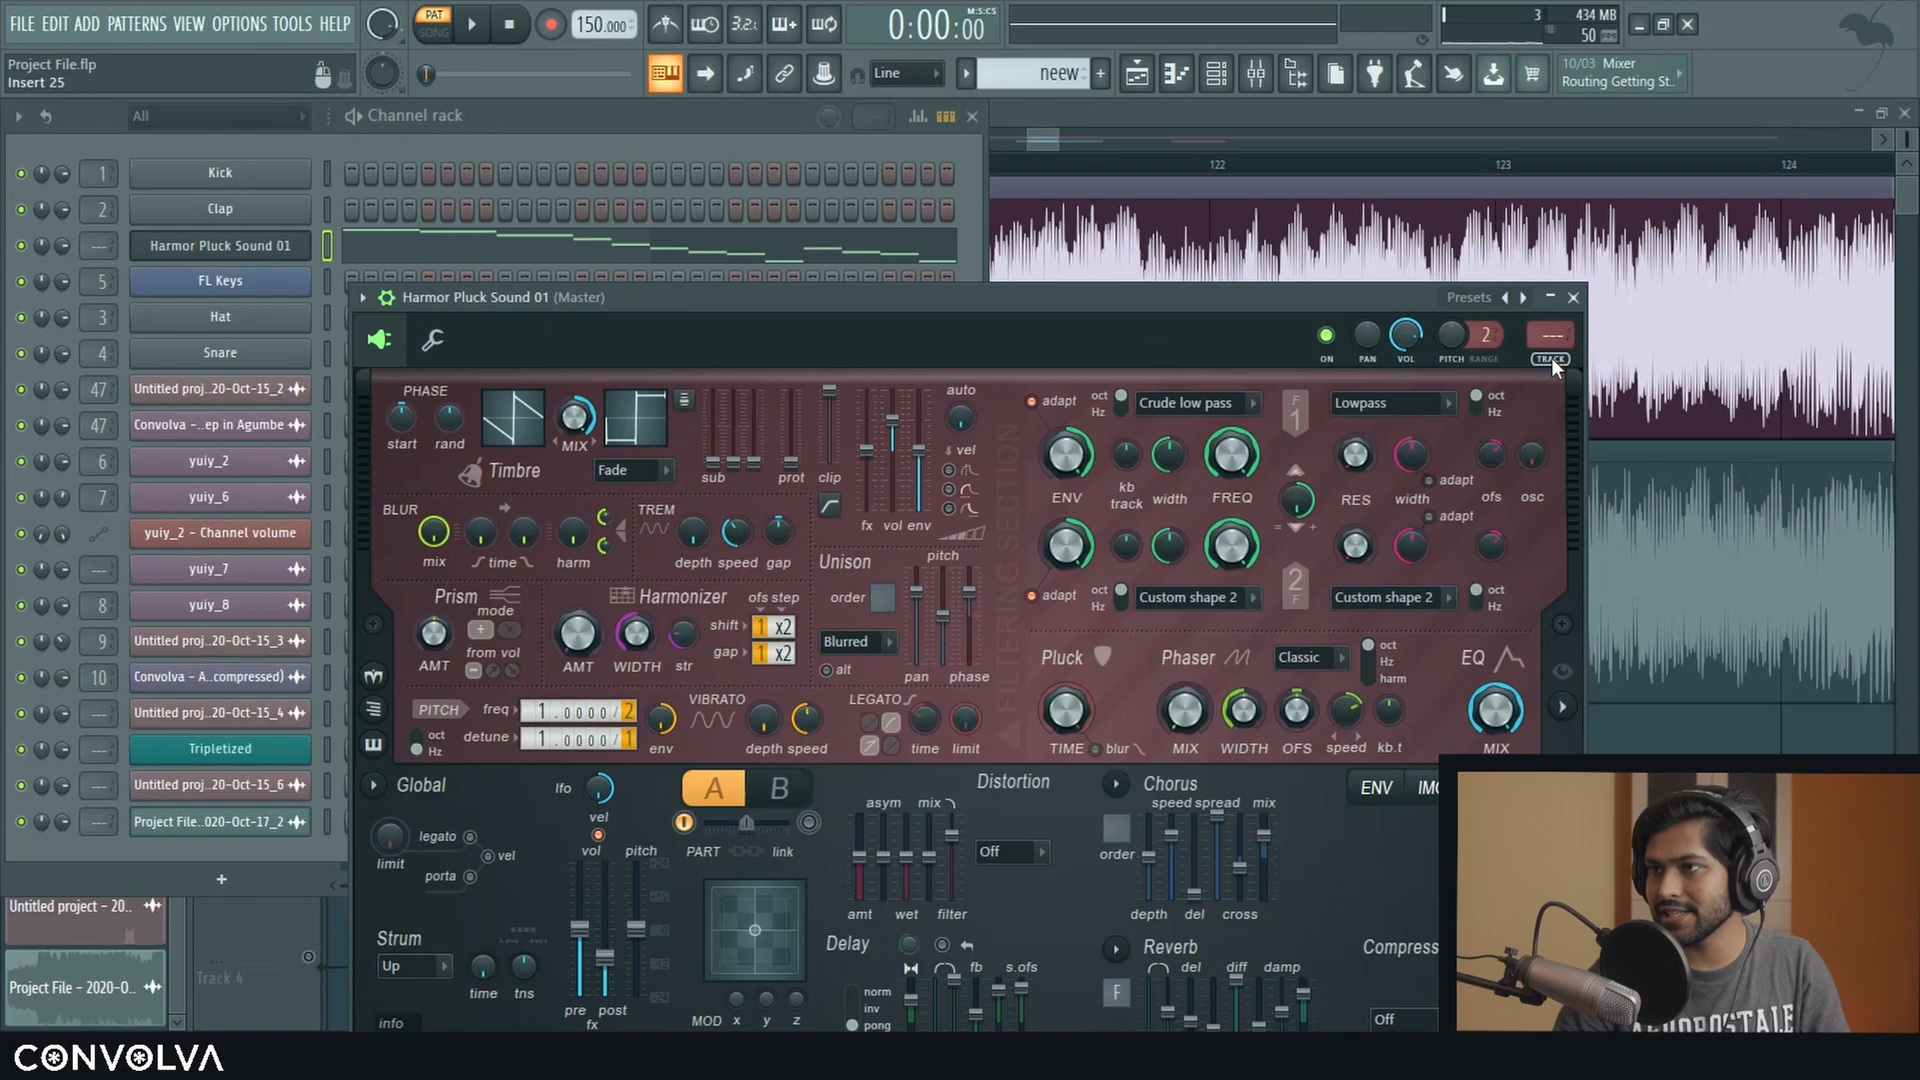 FILE EDIT ADD PATTERNS VIEW OPTIONS TOOLS HELP
PAT
SONG
150.000
3.2:
0:00:00
M:S:CS
3
434 MB
50
FPS
Project File.flp
Insert 25
Line
neew
+
10/03 Mixer
Routing Getting St..
All
Channel rack
122
123
124
1
Kick
2
Clap
---
Harmor Pluck Sound 01
5
FL Keys
3
Hat
4
Snare
47
Untitled proj..20-Oct-15_2
47
Convolva -..ep in Agumbe
6
yuiy_2
7
yuiy_6
yuiy_2 - Channel volume
---
yuiy_7
8
yuiy_8
9
Untitled proj..20-Oct-15_3
10
Convolva - A..compressed)
---
Untitled proj..20-Oct-15_4
---
Tripletized
---
Untitled proj..20-Oct-15_6
---
Project File..020-Oct-17_2
+
Untitled project - 20..
Project File - 2020-O..
Track 4
Harmor Pluck Sound 01 (Master)
Presets
ON
PAN
VOL
PITCH
RANGE
2
---
TRACK
PHASE
start
rand
MIX
Timbre
Fade
sub
prot
clip
fx
vol
env
auto
vel
BLUR
mix
time
harm
TREM
depth
speed
gap
Unison
order
pitch
Blurred
alt
pan
phase
Prism
mode
AMT
from vol
Harmonizer
ofs step
AMT
WIDTH
str
shift
1 x2
gap
1 x2
PITCH
freq
1.0000/2
detune
1.0000/1
oct
Hz
env
VIBRATO
depth
speed
LEGATO
time
limit
FILTERING SECTION
adapt
oct
Hz
Crude low pass
F
1
Lowpass
oct
Hz
ENV
kb
track
width
FREQ
RES
width
adapt
ofs
osc
adapt
adapt
oct
Hz
Custom shape 2
2
F
Custom shape 2
oct
Hz
Pluck
TIME
blur
Phaser
Classic
oct
Hz
harm
MIX
WIDTH
OFS
speed
kb.t
EQ
MIX
Global
lfo
vel
legato
limit
vel
porta
vol
pitch
pre
post
fx
Strum
Up
time
tns
info
A
B
PART
link
MOD
x
y
z
Distortion
asym
mix
Off
amt
wet
filter
Delay
fb
s.ofs
norm
inv
pong
Chorus
speed
spread
mix
order
depth
del
cross
Reverb
del
diff
damp
F
ENV
Compress
Off
CONVOLVA